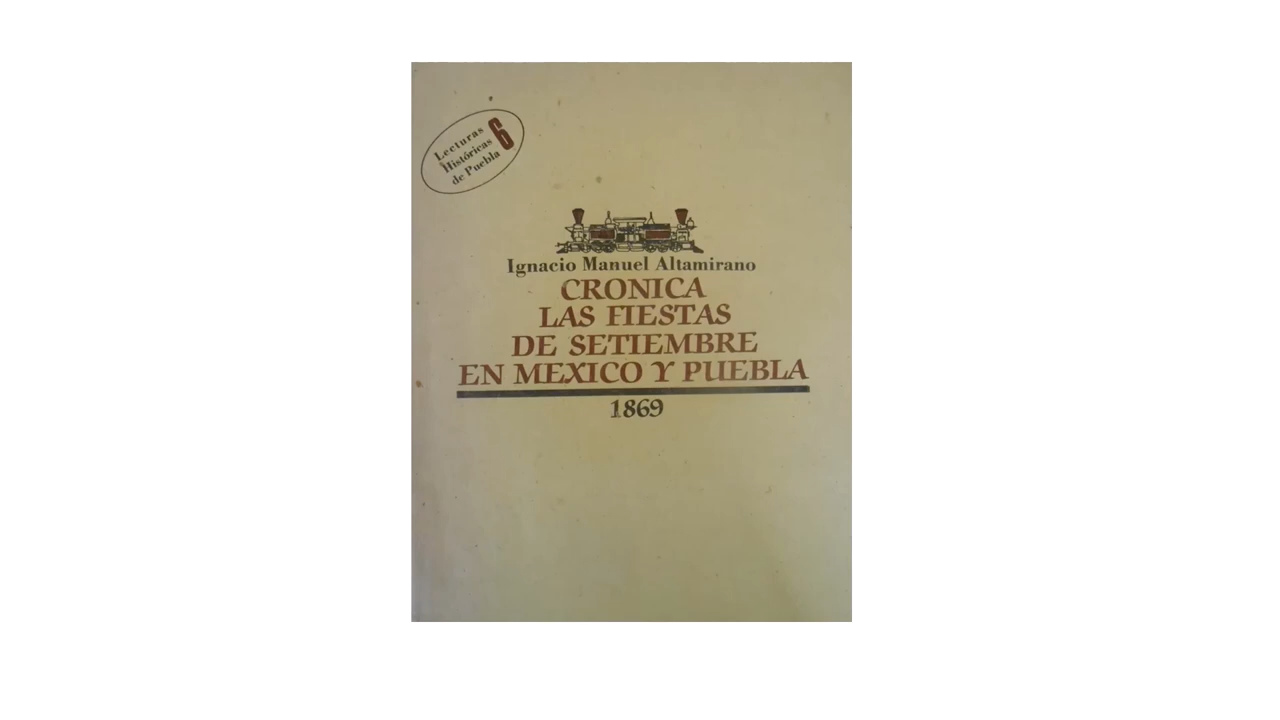 Lecturas 6
Históricas
de Puebla
Ignacio Manuel Altamirano
CRONICA
LAS FIESTAS
DE SETIEMBRE
EN MEXICO Y PUEBLA
1869